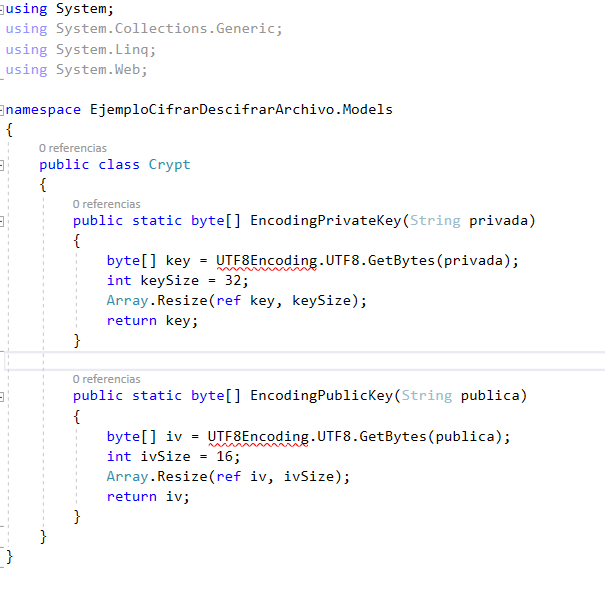 using System;
using System.Collections.Generic;
using System.Linq;
using System.Web;
namespace EjemploCifrarDescifrarArchivo.Models
{
0 referencias
public class Crypt
{
0 referencias
public static byte[] EncodingPrivateKey(String privada)
{
byte[] key = UTF8Encoding.UTF8.GetBytes(privada);
int keySize = 32;
Array.Resize(ref key, keySize);
return key;
}
0 referencias
public static byte[] EncodingPublicKey(String publica)
{
byte[] iv = UTF8Encoding.UTF8.GetBytes(publica);
int ivSize = 16;
Array.Resize(ref iv, ivSize);
return iv;
}
}
}